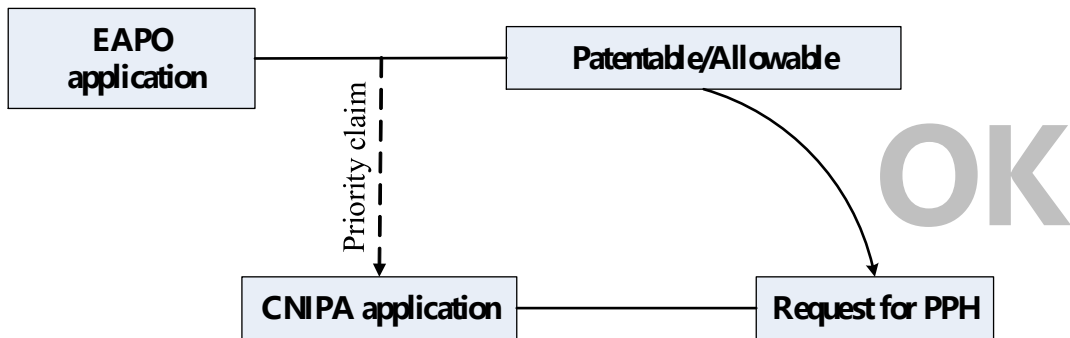 EAPO
application
Patentable/Allowable
Priority claim
OK
CNIPA application
Request for PPH